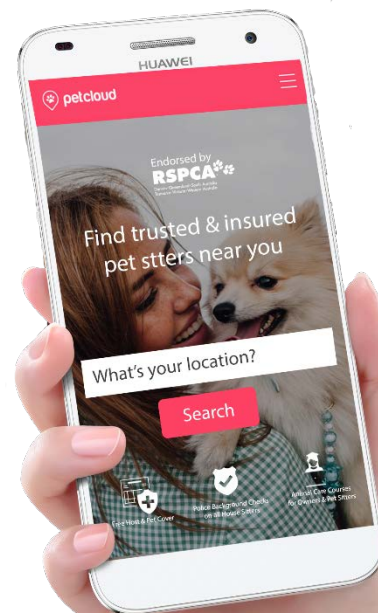 HUAWEI
petcloud
Endorsed by
RSPCA
Find trusted & insured
pet stters near you
What's your location?
Search
Free Host & Pet Cover
Police Background Checks
on all House Sitters
Animal Care Courses
for Owners & Pet Sitters